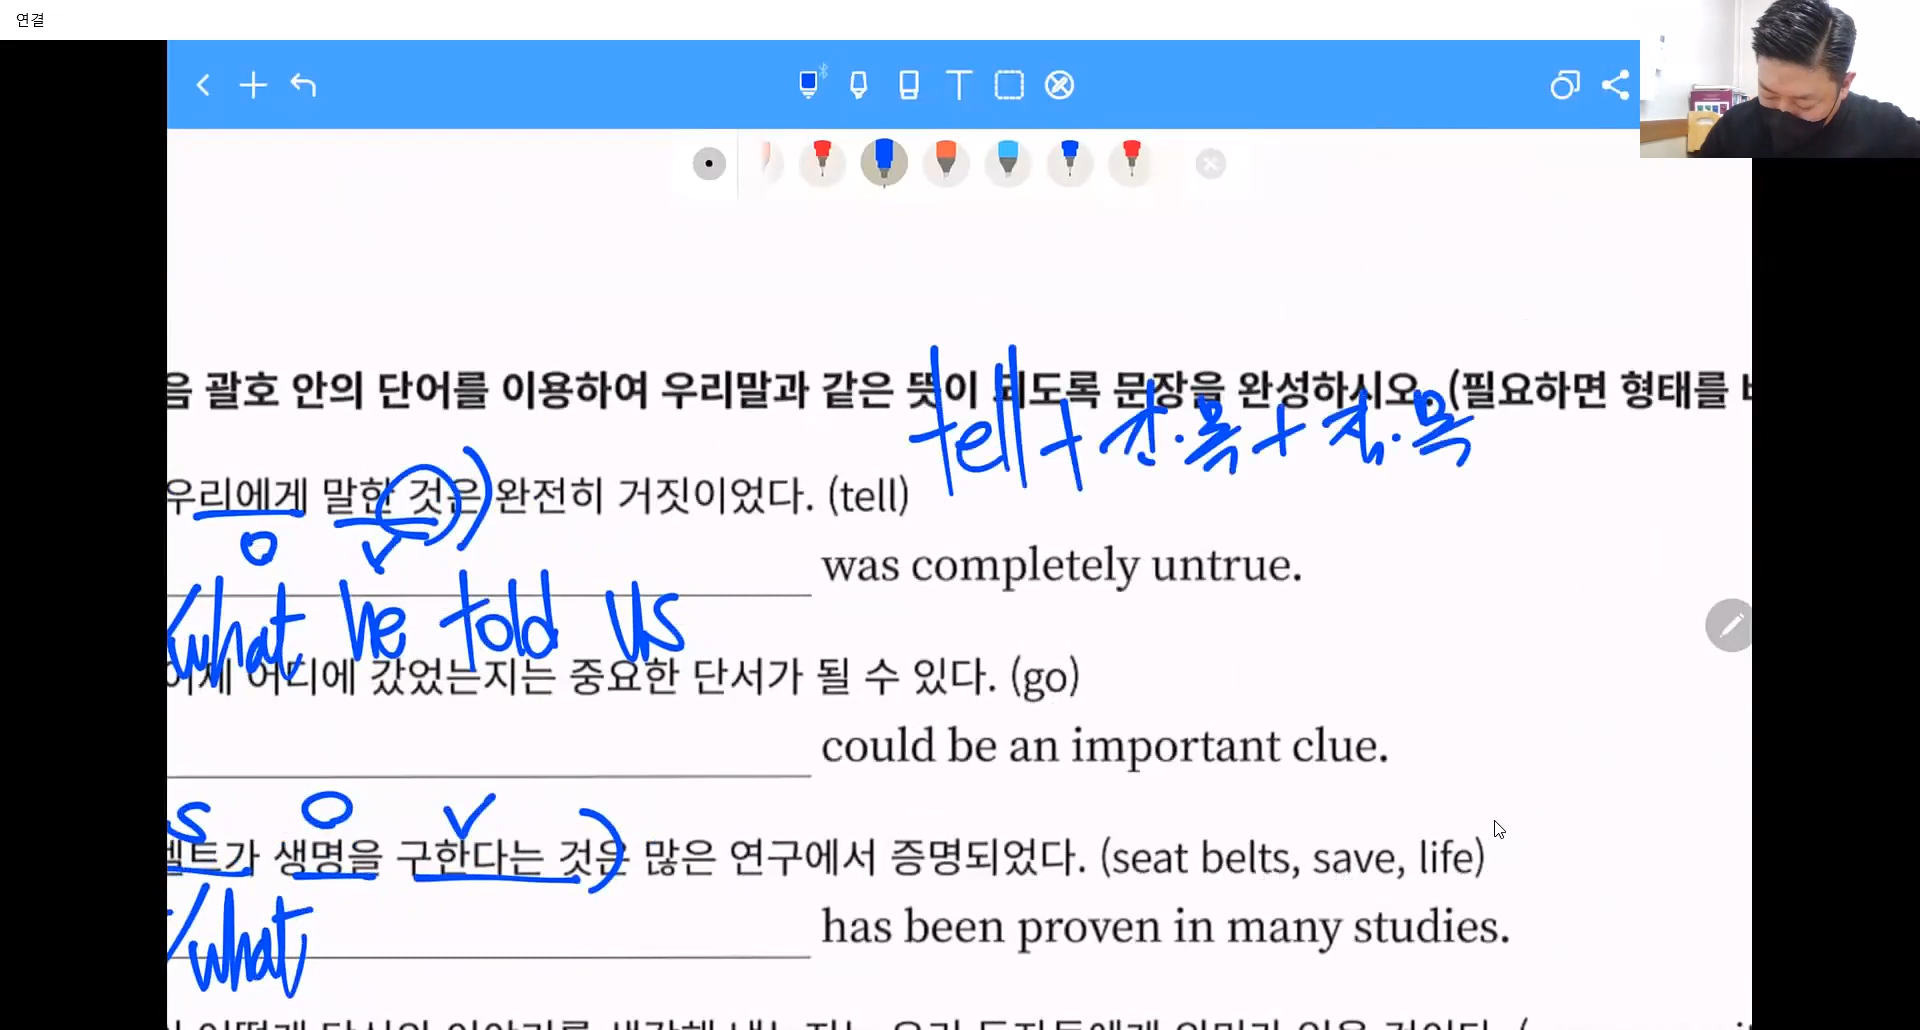 연결
음 괄호 안의 단어를 이용하여 우리말과 같은 뜻이 되도록 문장을 완성하시오. (필요하면 형태를
tell + 간·목 + 직·목
우리에게 말한 것은 완전히 거짓이었다. (tell)
O V
was completely untrue.
what he told us
어제 어디에 갔었는지는 중요한 단서가 될 수 있다. (go)
could be an important clue.
S O V
벨트가 생명을 구한다는 것은 많은 연구에서 증명되었다. (seat belts, save, life)
/what
has been proven in many studies.